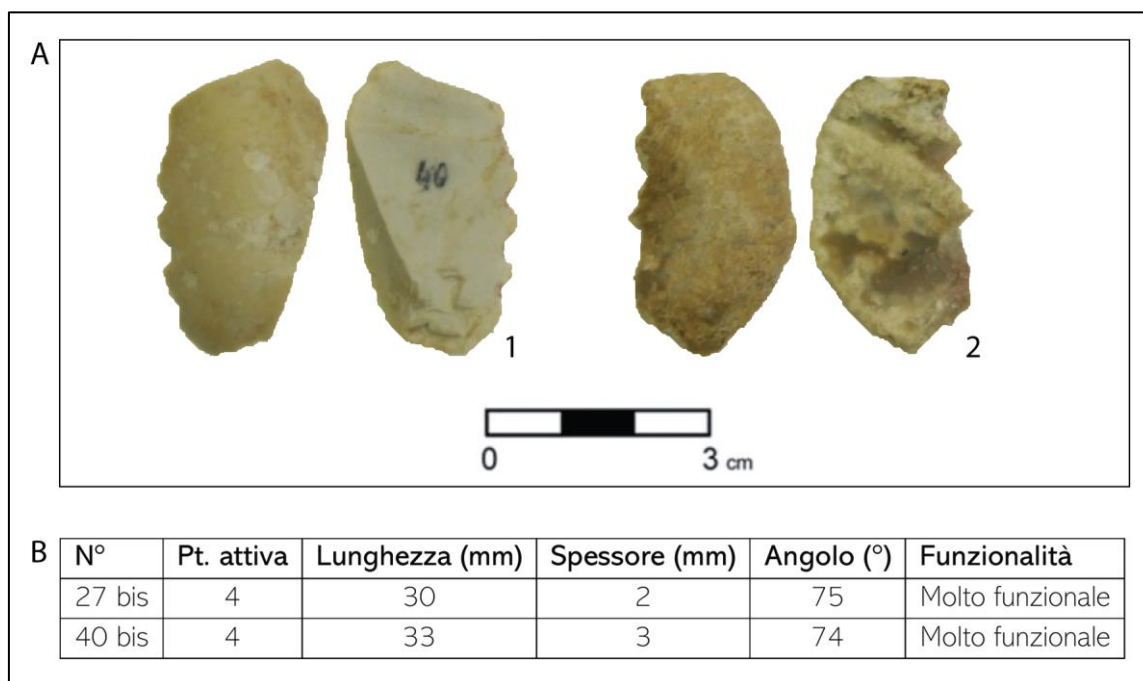 A
40
1
2
0 3 cm
B
N° Pt. attiva Lunghezza (mm) Spessore (mm) Angolo (°) Funzionalità
27 bis 4 30 2 75 Molto funzionale
40 bis 4 33 3 74 Molto funzionale